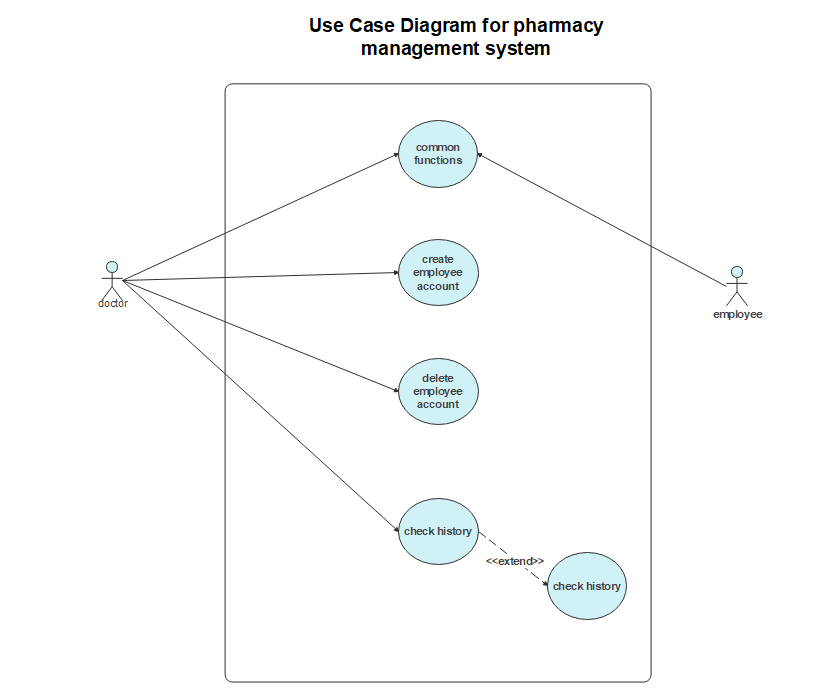 Use Case Diagram for pharmacy
management system
common
functions
create
employee
account
doctor
employee
delete
employee
account
check history
<<extend>>
check history